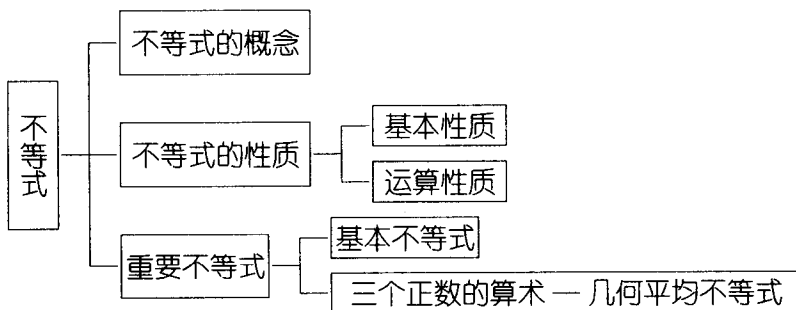 不等式
不等式的概念
不等式的性质
基本性质
运算性质
重要不等式
基本不等式
三个正数的算术—几何平均不等式